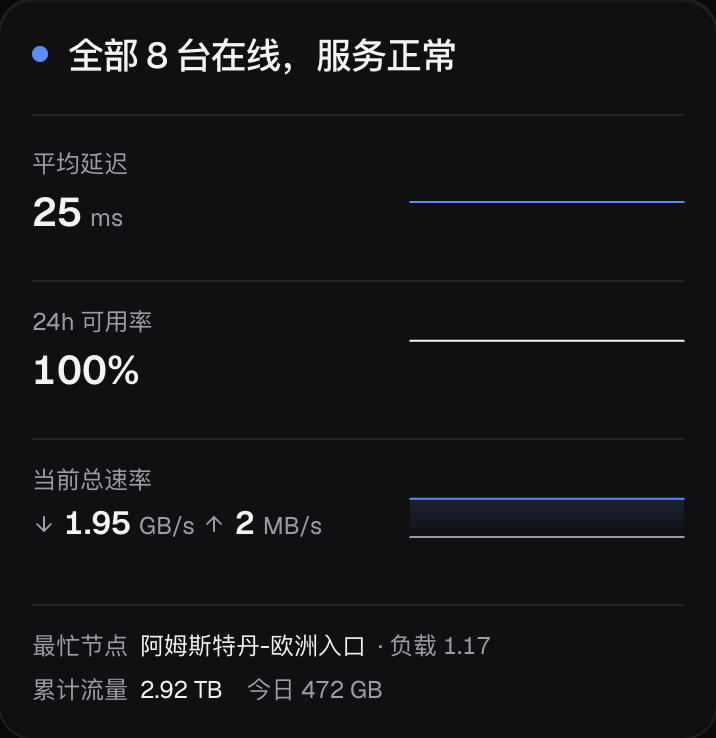 全部 8 台在线，服务正常
平均延迟
25 ms
24h 可用率
100%
当前总速率
↓ 1.95 GB/s ↑ 2 MB/s
最忙节点 阿姆斯特丹-欧洲入口 · 负载 1.17
累计流量 2.92 TB 今日 472 GB